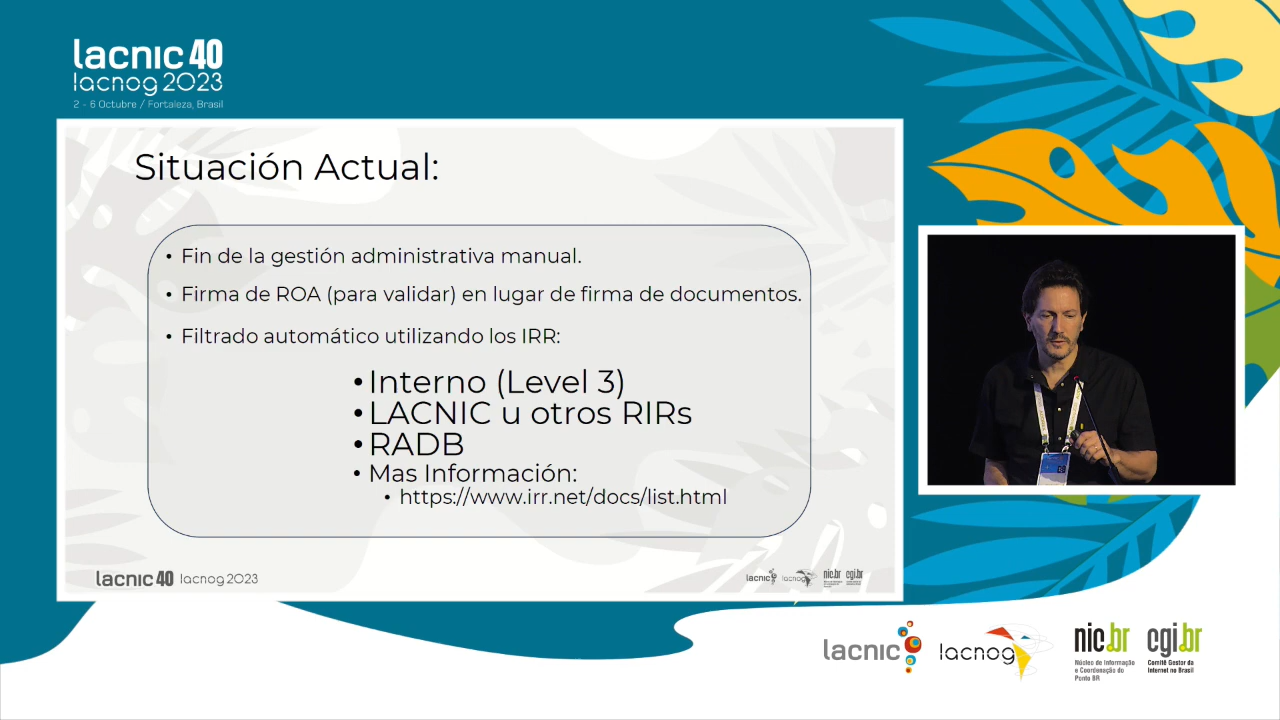 lacnic 40
lacnog 2023
2 - 6 Octubre / Fortaleza, Brasil
Situación Actual:
• Fin de la gestión administrativa manual.
• Firma de ROA (para validar) en lugar de firma de documentos.
• Filtrado automático utilizando los IRR:
• Interno (Level 3)
• LACNIC u otros RIRs
• RADB
• Mas Información:
• https://www.irr.net/docs/list.html
lacnic 40 lacnog 2023
lacnic lacnog nic.br cgi.br
lacnic
lacnog
nic.br
Núcleo de Informação
e Coordenação do
Ponto BR
cgi.br
Comitê Gestor da
Internet no Brasil